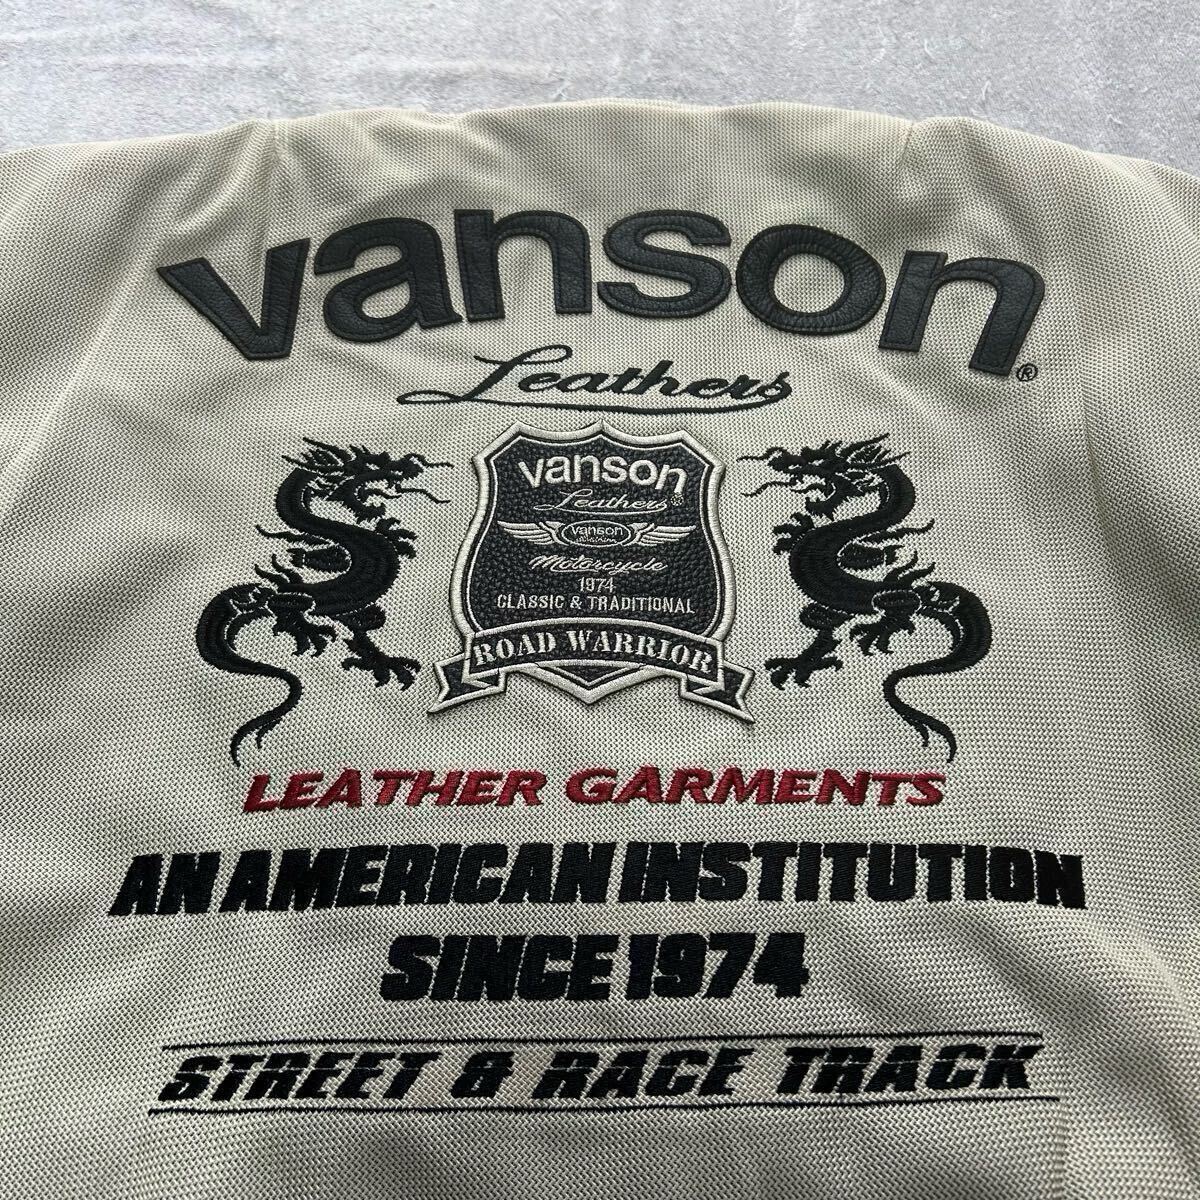 vanson®
Leathers
vanson
Leathers®
vanson
Motorcycle
1974
CLASSIC & TRADITIONAL
ROAD WARRIOR
LEATHER GARMENTS
AN AMERICAN INSTITUTION
SINCE 1974
STREET & RACE TRACK